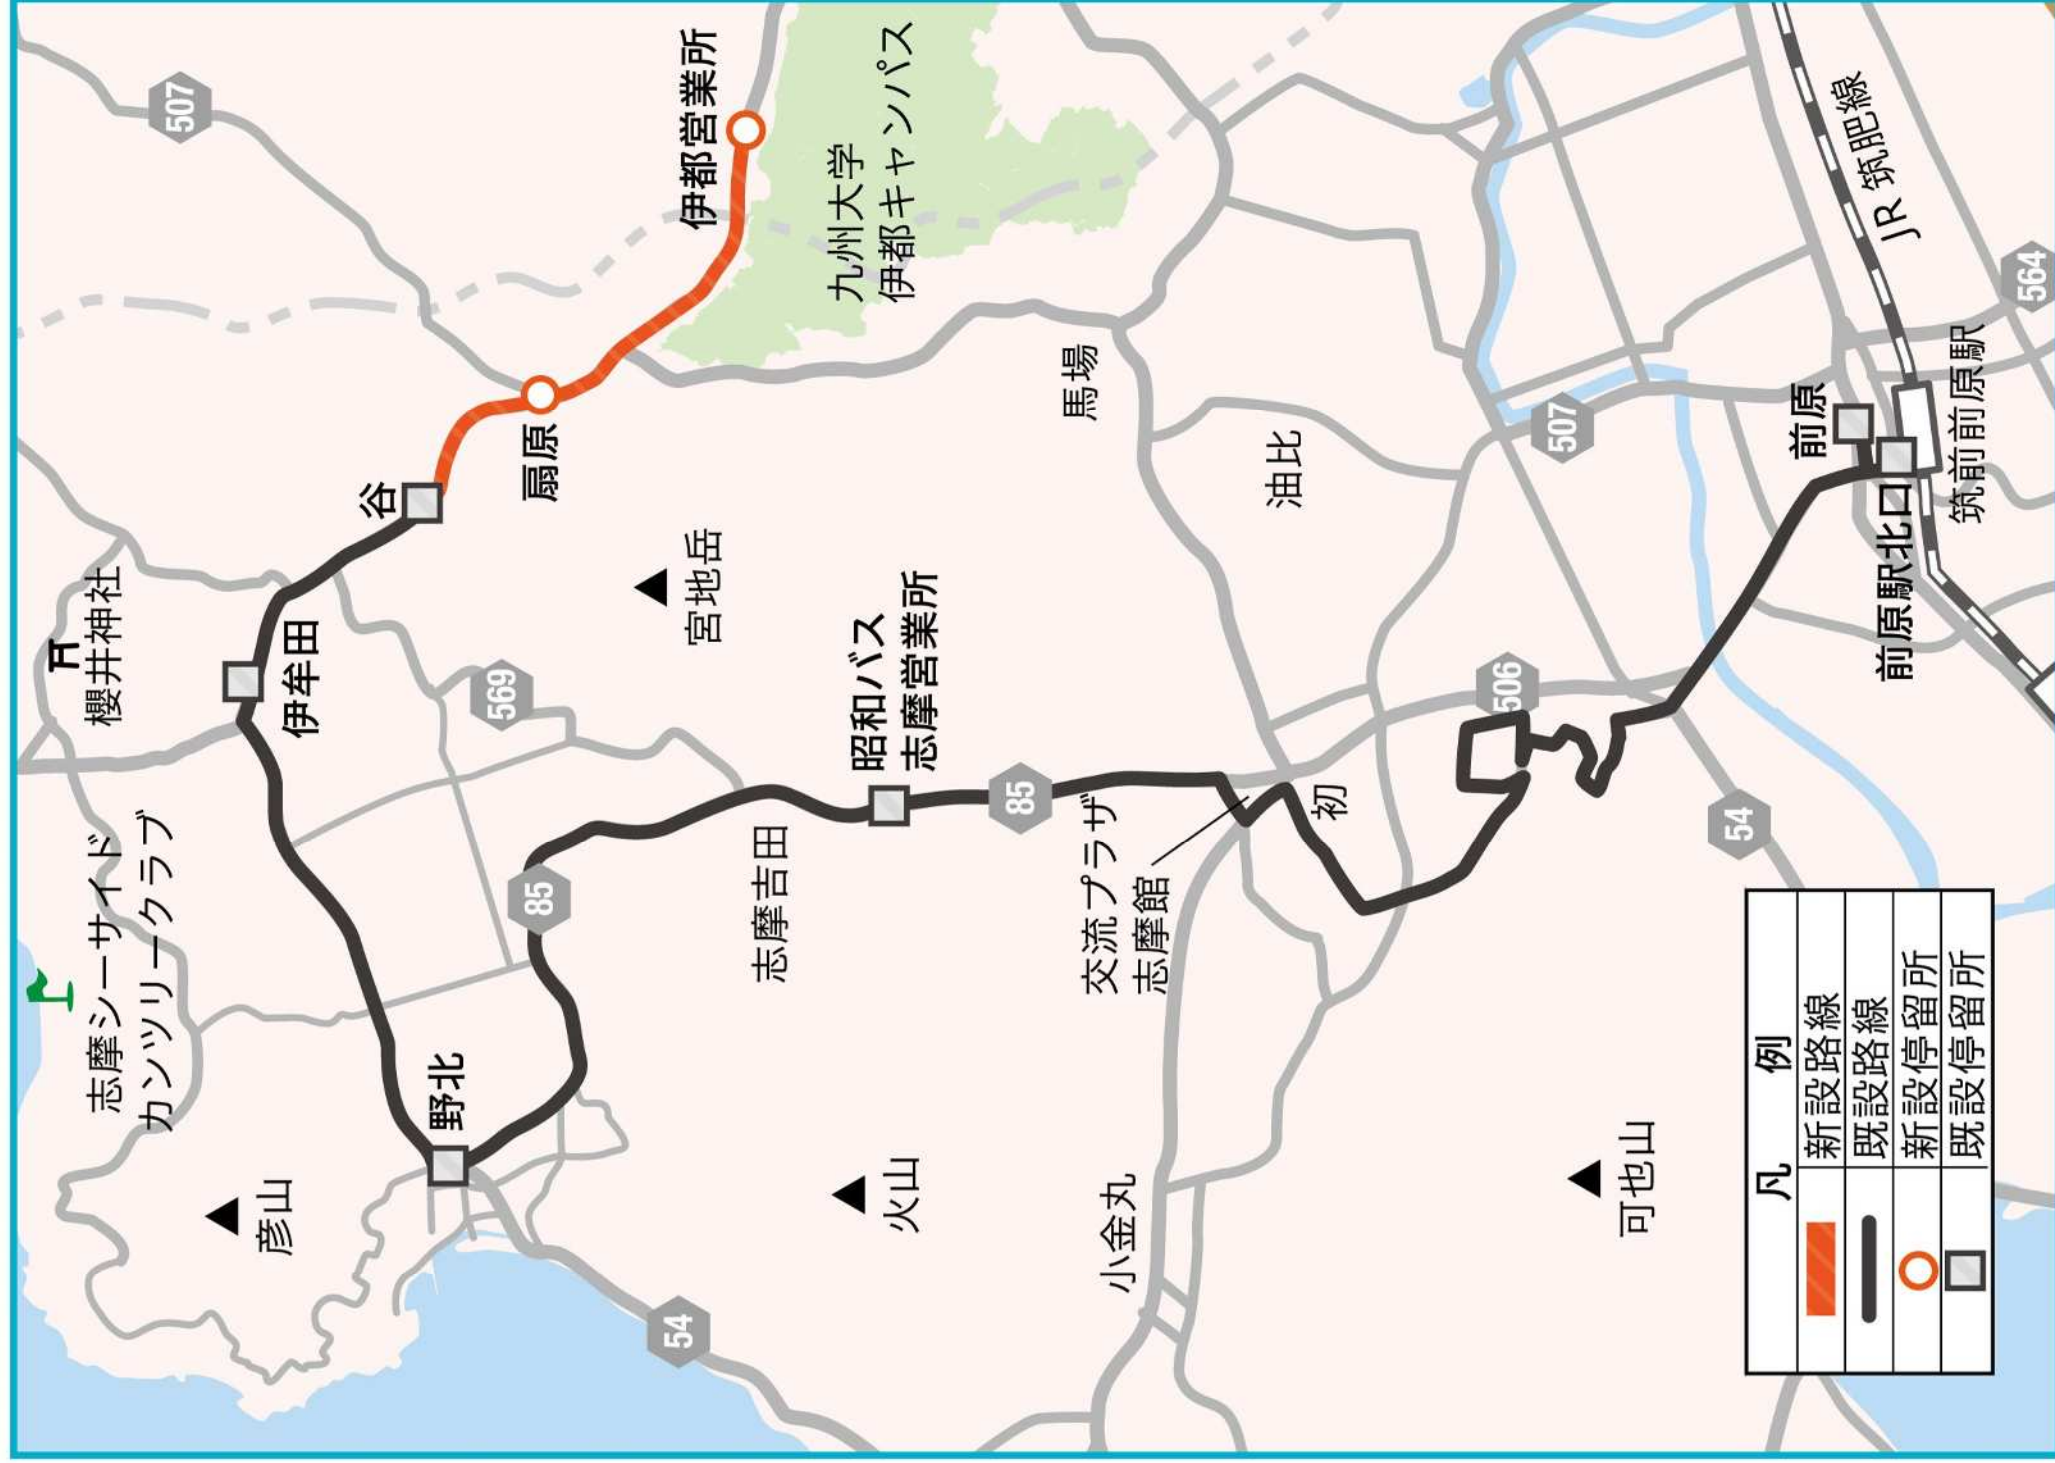 櫻井神社
志摩シーサイド
カンツリークラブ
彦山
507
谷
伊牟田
野北
伊都営業所
扇原
569
85
54
宮地岳
九州大学
伊都キャンパス
昭和バス
志摩営業所
志摩吉田
火山
85
馬場
交流プラザ
志摩館
小金丸
油比
初
506
507
可也山
54
前原
前原駅北口
筑前前原駅
JR 筑肥線
564
凡 例
新設路線
既設路線
新設停留所
既設停留所